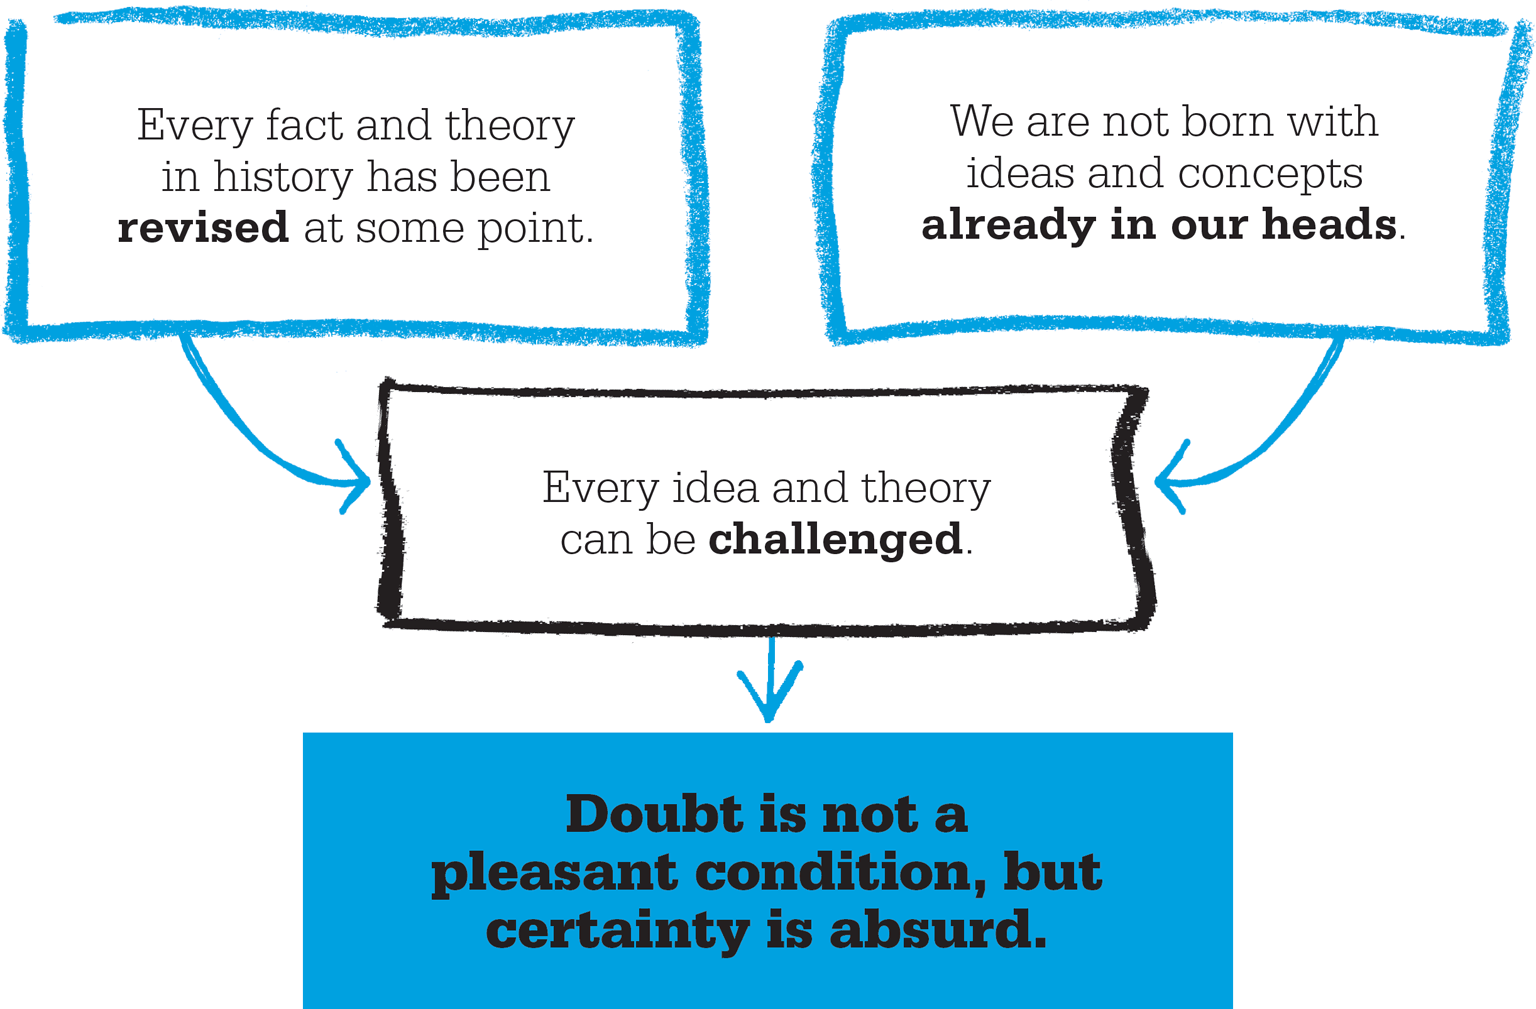 Every fact and theory
in history has been
revised at some point.
We are not born with
ideas and concepts
already in our heads.
Every idea and theory
can be challenged.
Doubt is not a
pleasant condition, but
certainty is absurd.